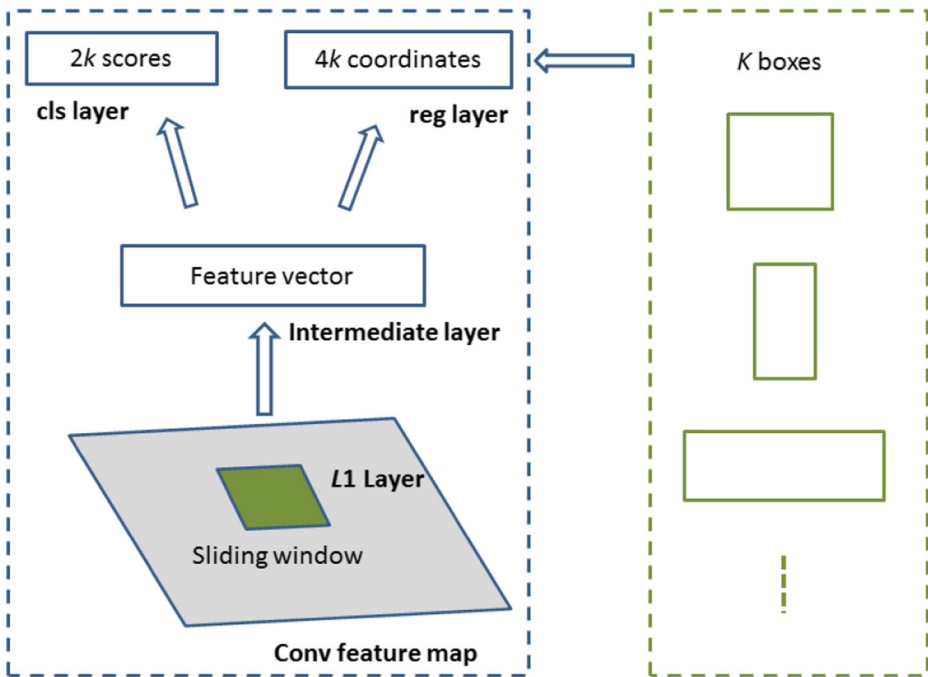 2k scores
4k coordinates
K boxes
cls layer
reg layer
Feature vector
Intermediate layer
L1 Layer
Sliding window
Conv feature map